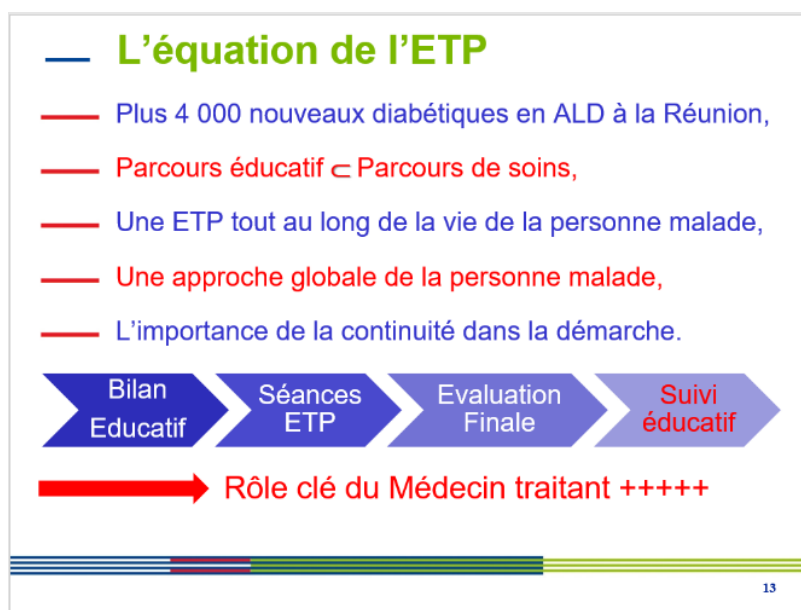 L'équation de l'ETP
Plus 4 000 nouveaux diabétiques en ALD à la Réunion,
Parcours éducatif ⊂ Parcours de soins,
Une ETP tout au long de la vie de la personne malade,
Une approche globale de la personne malade,
L'importance de la continuité dans la démarche.
Bilan
Educatif
Séances
ETP
Evaluation
Finale
Suivi
éducatif
Rôle clé du Médecin traitant +++++
13